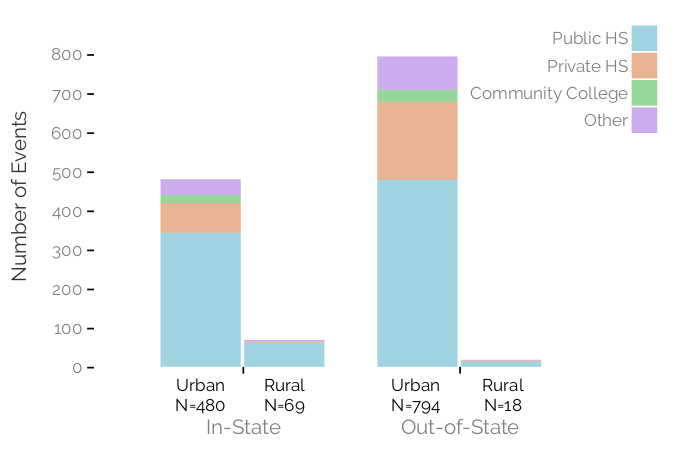 Public HS
Private HS
Community College
Other
Number of Events
800
700
600
500
400
300
200
100
0
Urban Rural Urban Rural
N=480 N=69 N=794 N=18
In-State Out-of-State